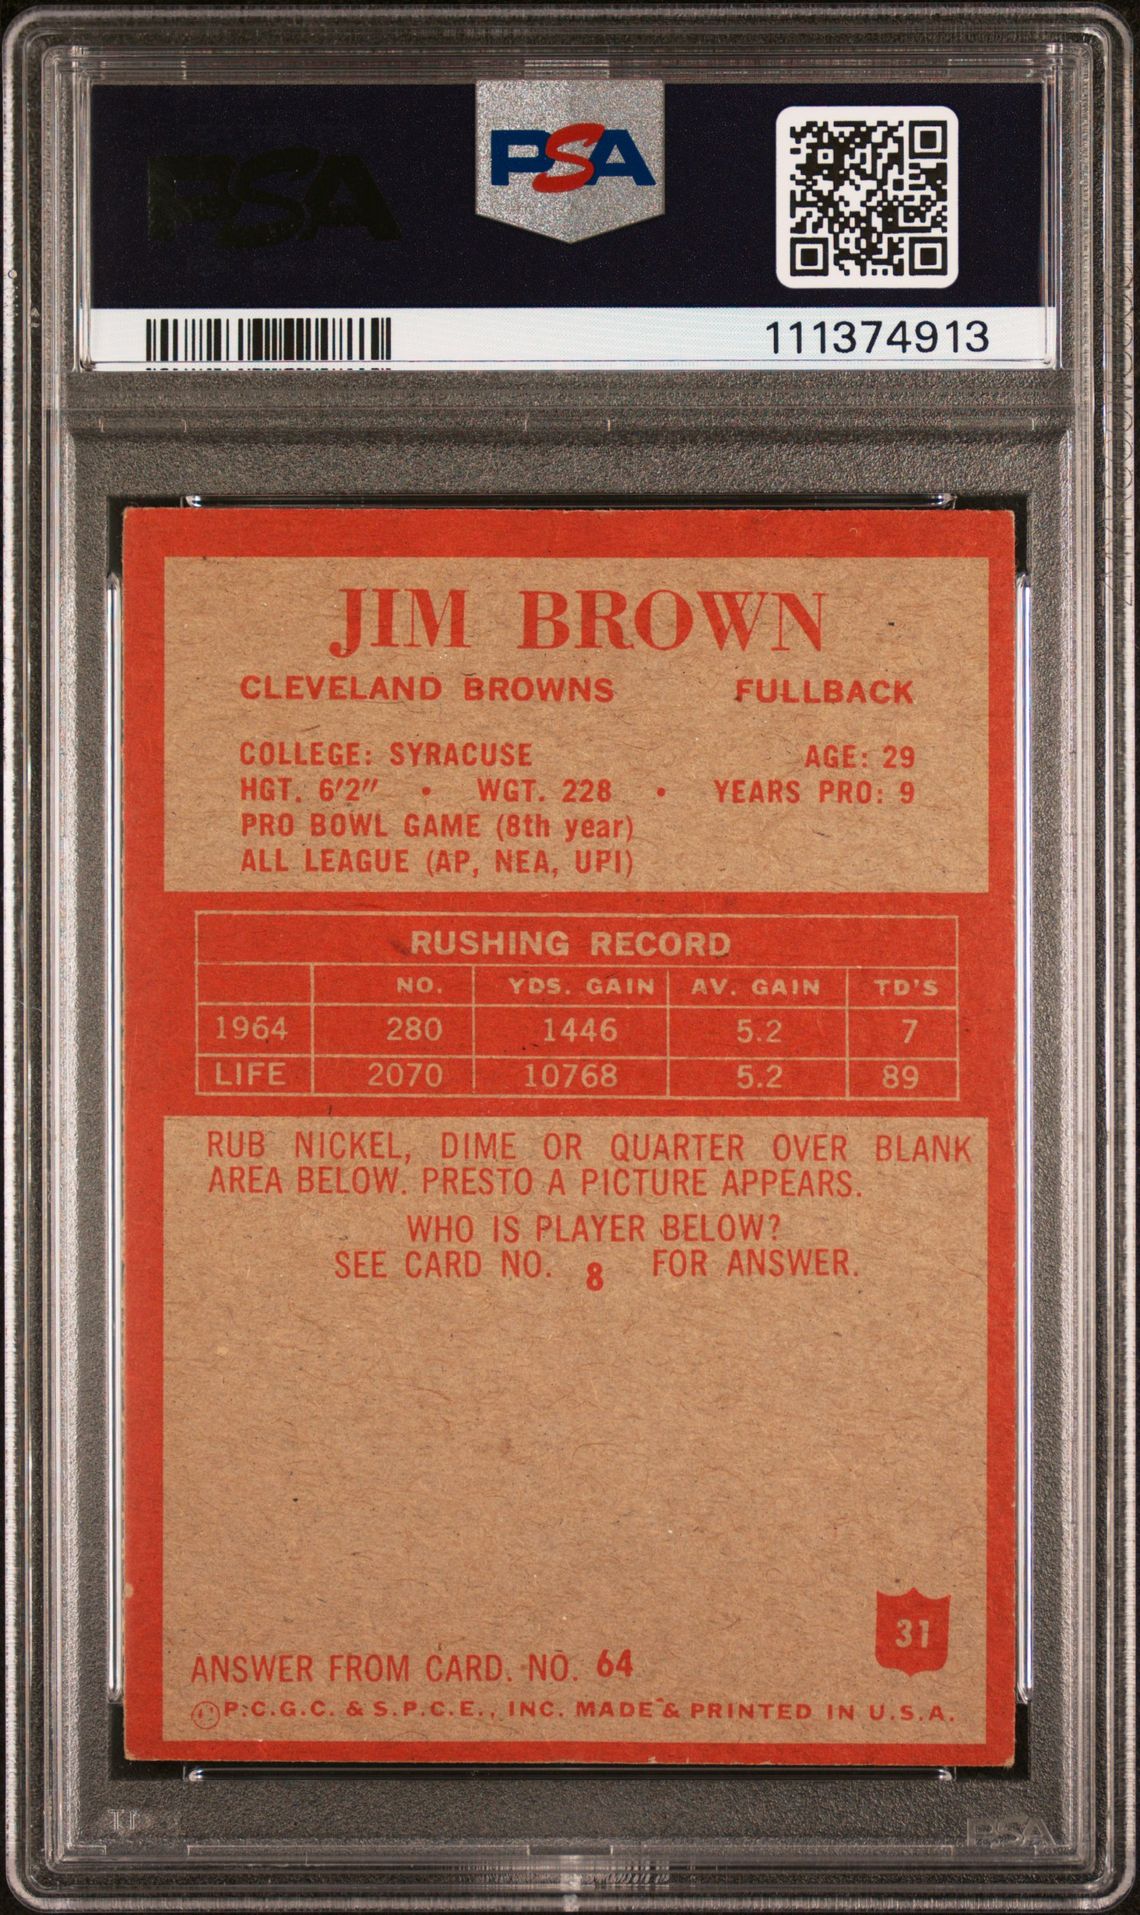 PSA
PSA
111374913
JIM BROWN
CLEVELAND BROWNS FULLBACK
COLLEGE: SYRACUSE AGE: 29
HGT. 6'2" • WGT. 228 • YEARS PRO: 9
PRO BOWL GAME (8th year)
ALL LEAGUE (AP, NEA, UPI)
RUSHING RECORD
NO. YDS. GAIN AV. GAIN TD'S
1964 280 1446 5.2 7
LIFE 2070 10768 5.2 89
RUB NICKEL, DIME OR QUARTER OVER BLANK
AREA BELOW. PRESTO A PICTURE APPEARS.
WHO IS PLAYER BELOW?
SEE CARD NO. 8 FOR ANSWER.
31
ANSWER FROM CARD. NO. 64
P.C.G.C. & S.P.C.E., INC. MADE & PRINTED IN U.S.A.
PSA